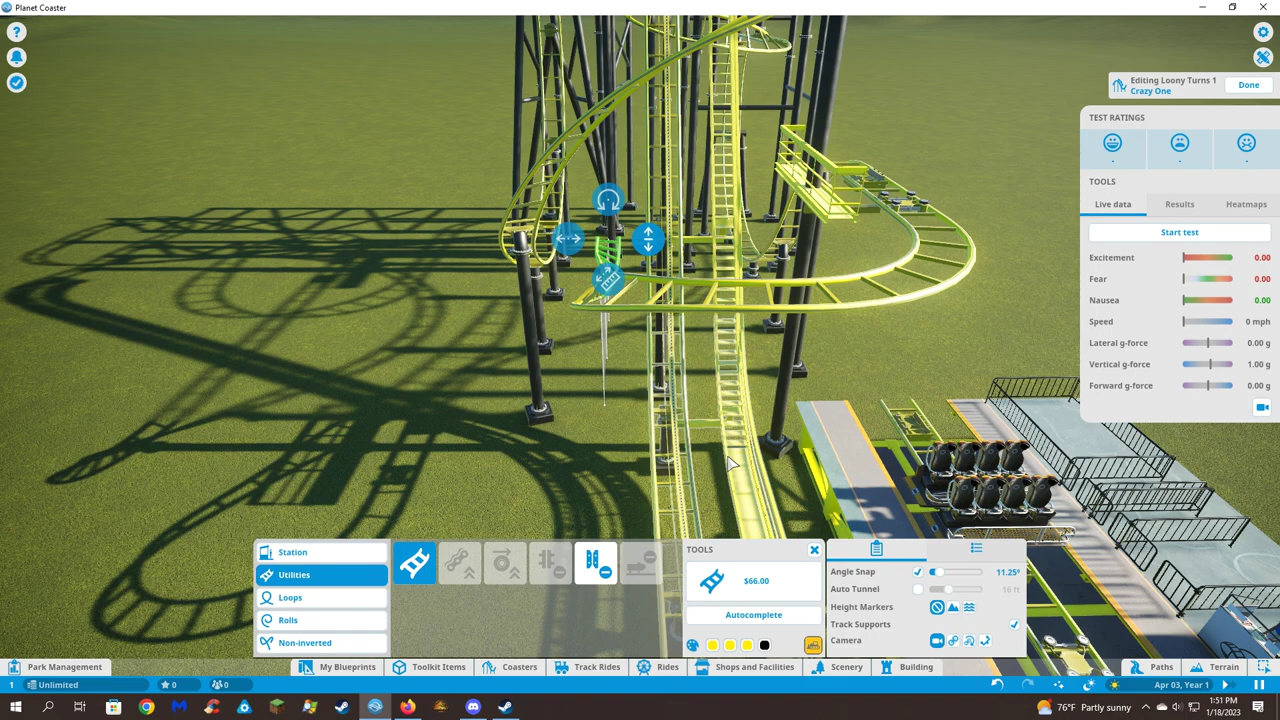 Planet Coaster
Editing Loony Turns 1
Crazy One
Done
TEST RATINGS
-
-
-
TOOLS
Live data
Results
Heatmaps
Start test
Excitement
0.00
Fear
0.00
Nausea
0.00
Speed
0 mph
Lateral g-force
0.00 g
Vertical g-force
1.00 g
Forward g-force
0.00 g
Station
Utilities
Loops
Rolls
Non-inverted
TOOLS
$66.00
Autocomplete
Angle Snap
11.25°
Auto Tunnel
16 ft
Height Markers
Track Supports
Camera
Park Management
My Blueprints
Toolkit Items
Coasters
Track Rides
Rides
Shops and Facilities
Scenery
Building
Paths
Terrain
1
Unlimited
0
0
Apr 03, Year 1
76°F Partly sunny
1:51 PM
1/18/2023